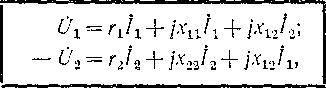 U̇₁ = r₁İ₁ + jx₁₁İ₁ + jx₁₂İ₂;
— U̇₂ = r₂İ₂ + jx₂₂İ₂ + jx₁₂İ₁,